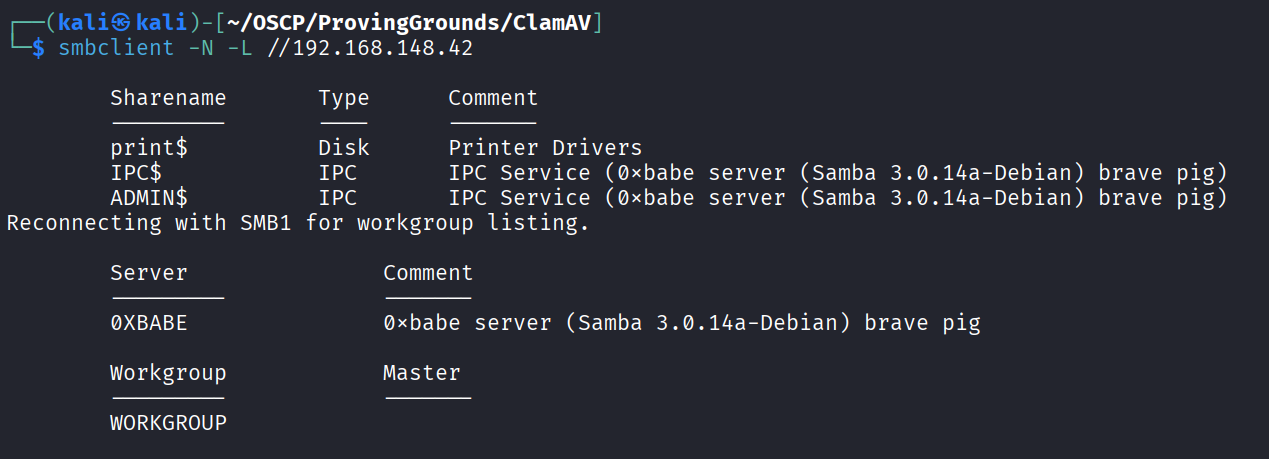 ┌──(kali㉿kali)-[~/OSCP/ProvingGrounds/ClamAV]
└─$ smbclient -N -L //192.168.148.42
Sharename Type Comment
--------- ---- -------
print$ Disk Printer Drivers
IPC$ IPC IPC Service (0×babe server (Samba 3.0.14a-Debian) brave pig)
ADMIN$ IPC IPC Service (0×babe server (Samba 3.0.14a-Debian) brave pig)
Reconnecting with SMB1 for workgroup listing.
Server Comment
--------- -------
0XBABE 0×babe server (Samba 3.0.14a-Debian) brave pig
Workgroup Master
--------- -------
WORKGROUP